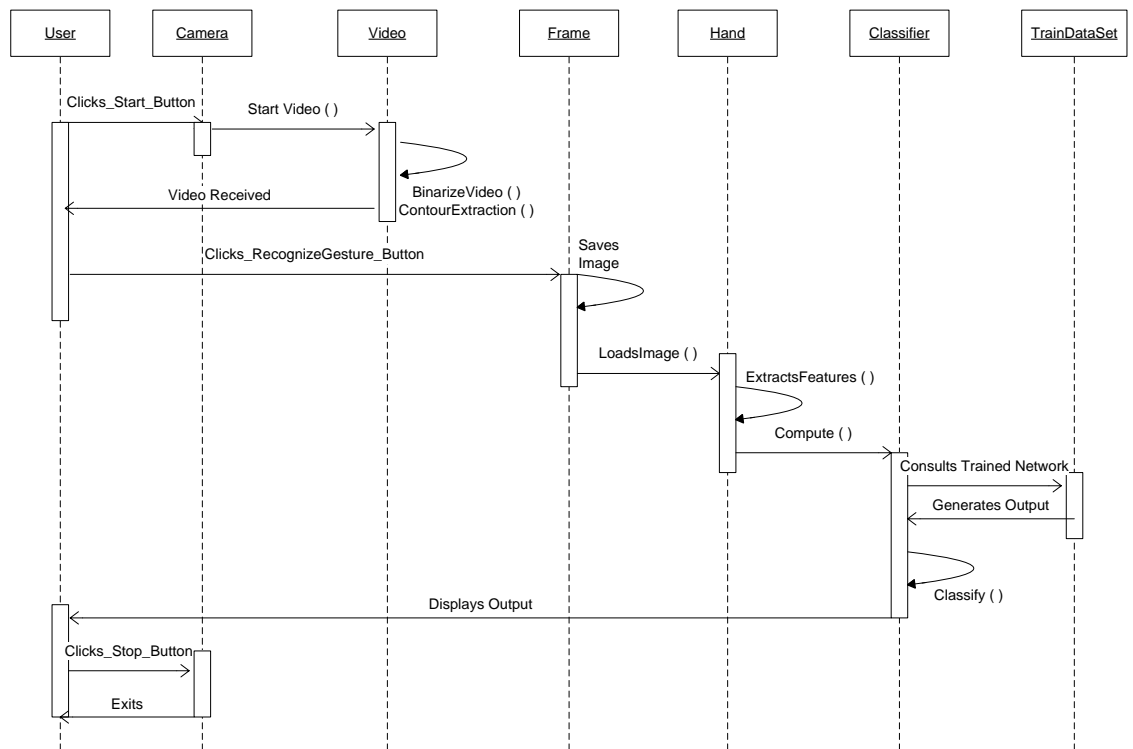 User
Camera
Video
Frame
Hand
Classifier
TrainDataSet
Clicks_Start_Button
Start Video ( )
BinarizeVideo ( )
ContourExtraction ( )
Video Received
Clicks_RecognizeGesture_Button
Saves
Image
LoadsImage ( )
ExtractsFeatures ( )
Compute ( )
Consults Trained Network
Generates Output
Classify ( )
Displays Output
Clicks_Stop_Button
Exits